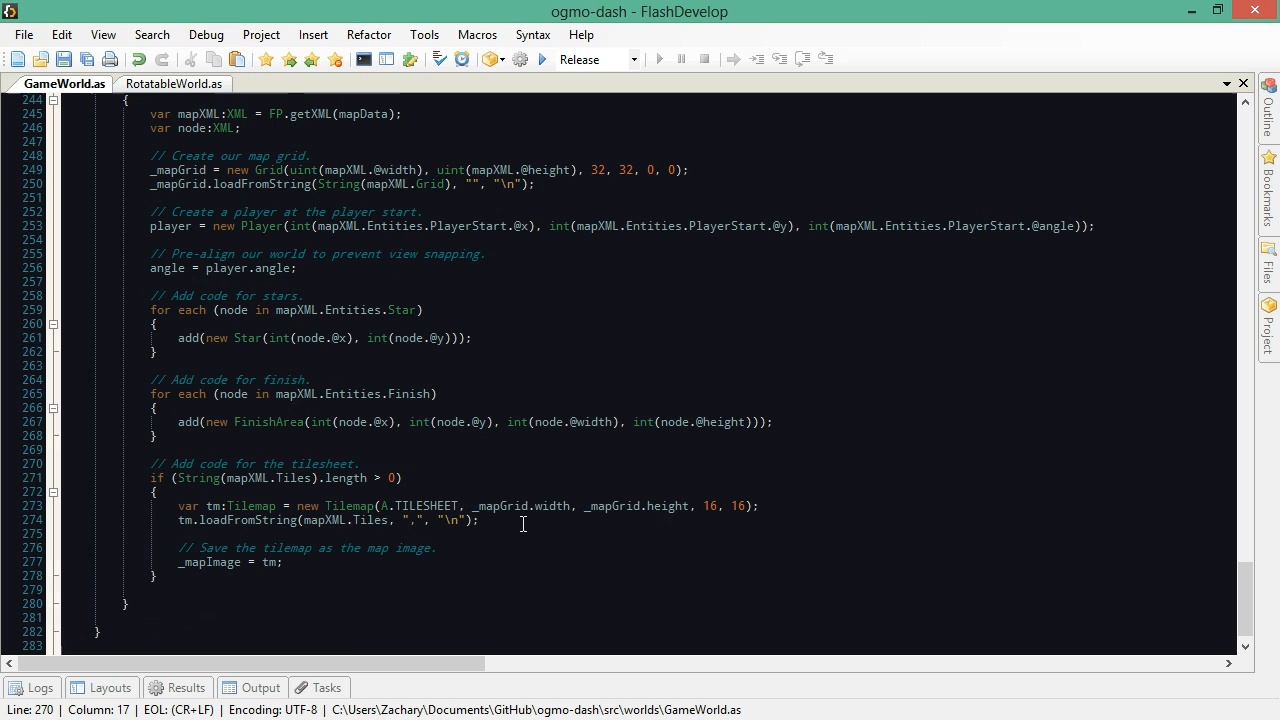 ogmo-dash - FlashDevelop
File Edit View Search Debug Project Insert Refactor Tools Macros Syntax Help
Release
GameWorld.as RotatableWorld.as
244 {
245 var mapXML:XML = FP.getXML(mapData);
246 var node:XML;
247
248 // Create our map grid.
249 _mapGrid = new Grid(uint(mapXML.@width), uint(mapXML.@height), 32, 32, 0, 0);
250 _mapGrid.loadFromString(String(mapXML.Grid), "", "\n");
251
252 // Create a player at the player start.
253 player = new Player(int(mapXML.Entities.PlayerStart.@x), int(mapXML.Entities.PlayerStart.@y), int(mapXML.Entities.PlayerStart.@angle));
254
255 // Pre-align our world to prevent view snapping.
256 angle = player.angle;
257
258 // Add code for stars.
259 for each (node in mapXML.Entities.Star)
260 {
261 add(new Star(int(node.@x), int(node.@y)));
262 }
263
264 // Add code for finish.
265 for each (node in mapXML.Entities.Finish)
266 {
267 add(new FinishArea(int(node.@x), int(node.@y), int(node.@width), int(node.@height)));
268 }
269
270 // Add code for the tilesheet.
271 if (String(mapXML.Tiles).length > 0)
272 {
273 var tm:Tilemap = new Tilemap(A.TILESHEET, _mapGrid.width, _mapGrid.height, 16, 16);
274 tm.loadFromString(mapXML.Tiles, ",", "\n");
275
276 // Save the tilemap as the map image.
277 _mapImage = tm;
278 }
279
280 }
281
282 }
283
Outline
Bookmarks
Files
Project
Logs Layouts Results Output Tasks
Line: 270 | Column: 17 | EOL: (CR+LF) | Encoding: UTF-8 | C:\Users\Zachary\Documents\GitHub\ogmo-dash\src\worlds\GameWorld.as